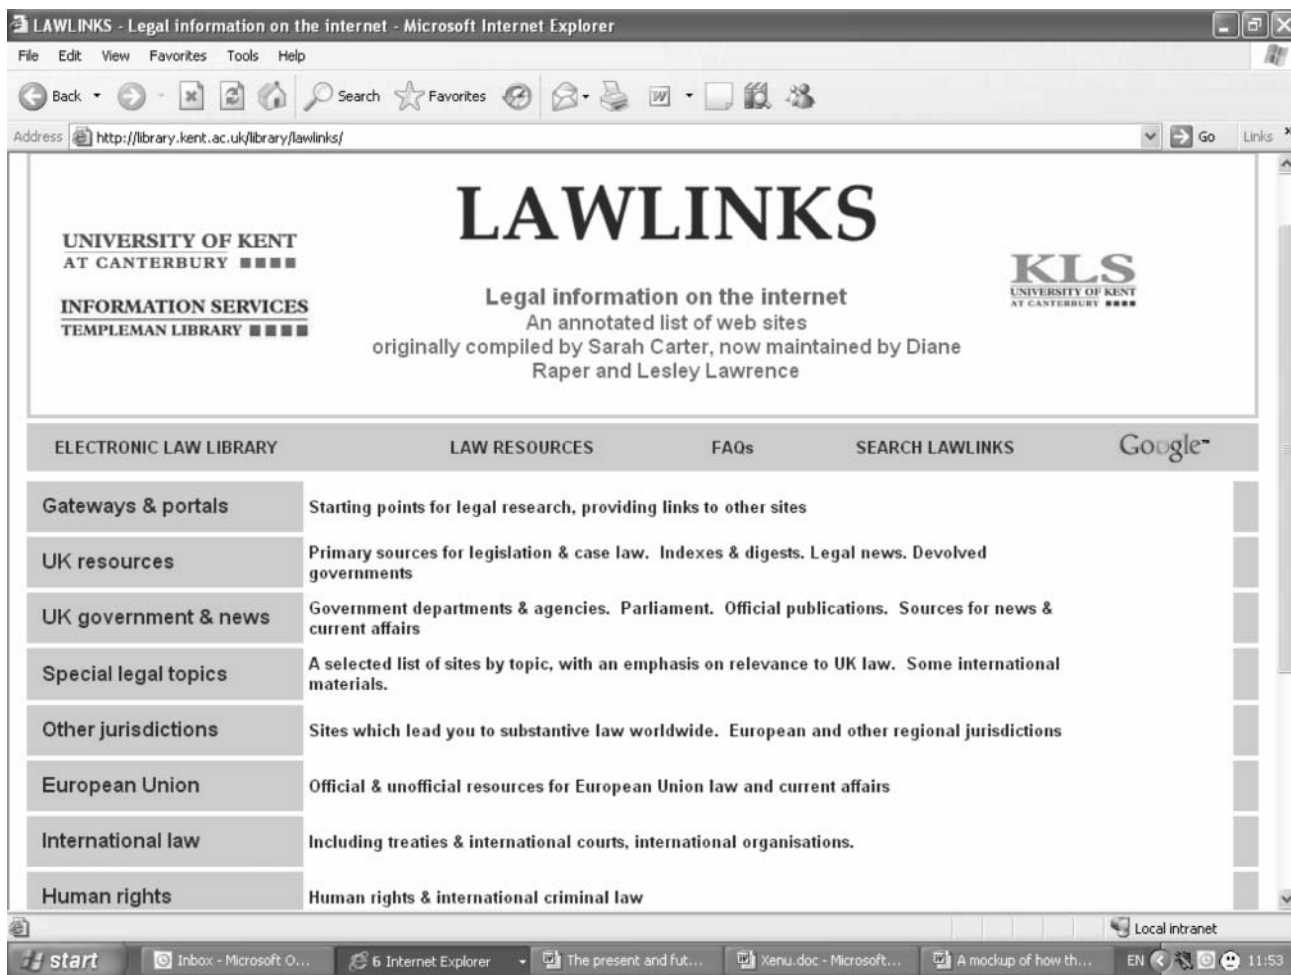 LAWLINKS - Legal information on the internet - Microsoft Internet Explorer
File Edit View Favorites Tools Help
Back Search Favorites
Address http://library.kent.ac.uk/library/lawlinks/ Go Links
LAWLINKS
UNIVERSITY OF KENT
AT CANTERBURY
INFORMATION SERVICES
TEMPLEMAN LIBRARY
KLS
UNIVERSITY OF KENT
AT CANTERBURY
Legal information on the internet
An annotated list of web sites
originally compiled by Sarah Carter, now maintained by Diane
Raper and Lesley Lawrence
ELECTRONIC LAW LIBRARY LAW RESOURCES FAQs SEARCH LAWLINKS Google™
Gateways & portals Starting points for legal research, providing links to other sites
UK resources Primary sources for legislation & case law. Indexes & digests. Legal news. Devolved
governments
UK government & news Government departments & agencies. Parliament. Official publications. Sources for news &
current affairs
Special legal topics A selected list of sites by topic, with an emphasis on relevance to UK law. Some international
materials.
Other jurisdictions Sites which lead you to substantive law worldwide. European and other regional jurisdictions
European Union Official & unofficial resources for European Union law and current affairs
International law Including treaties & international courts, international organisations.
Human rights Human rights & international criminal law
Local intranet
start Inbox - Microsoft O... 6 Internet Explorer The present and fut... Xenu.doc - Microsoft... A mockup of how th... EN 11:53